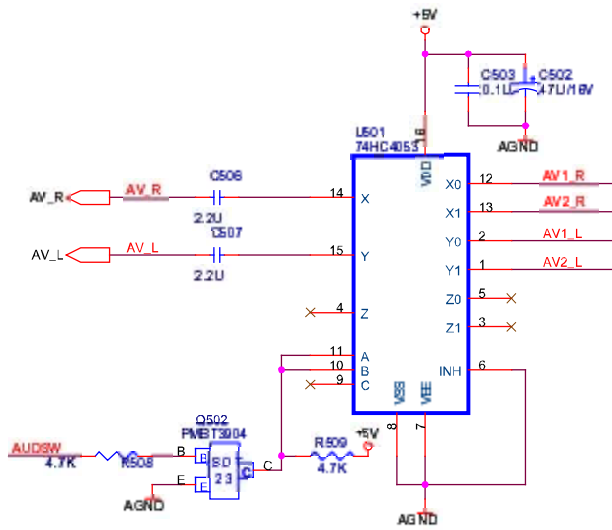 +5V
C503
0.1U
C502
47U/16V
AGND
U501
74HC4053
16
VDD
AV_R
AV_R
C506
2.2U
14
X
X0
12
AV1_R
X1
13
AV2_R
AV_L
AV_L
C507
2.2U
15
Y
Y0
2
AV1_L
Y1
1
AV2_L
4
Z
Z0
5
Z1
3
11
A
10
B
9
C
INH
6
VSS
VEE
8
7
Q502
PMBT3904
AUDSW
4.7K
R508
B
B
SO
23
C
C
E
E
AGND
R509
4.7K
+5V
AGND